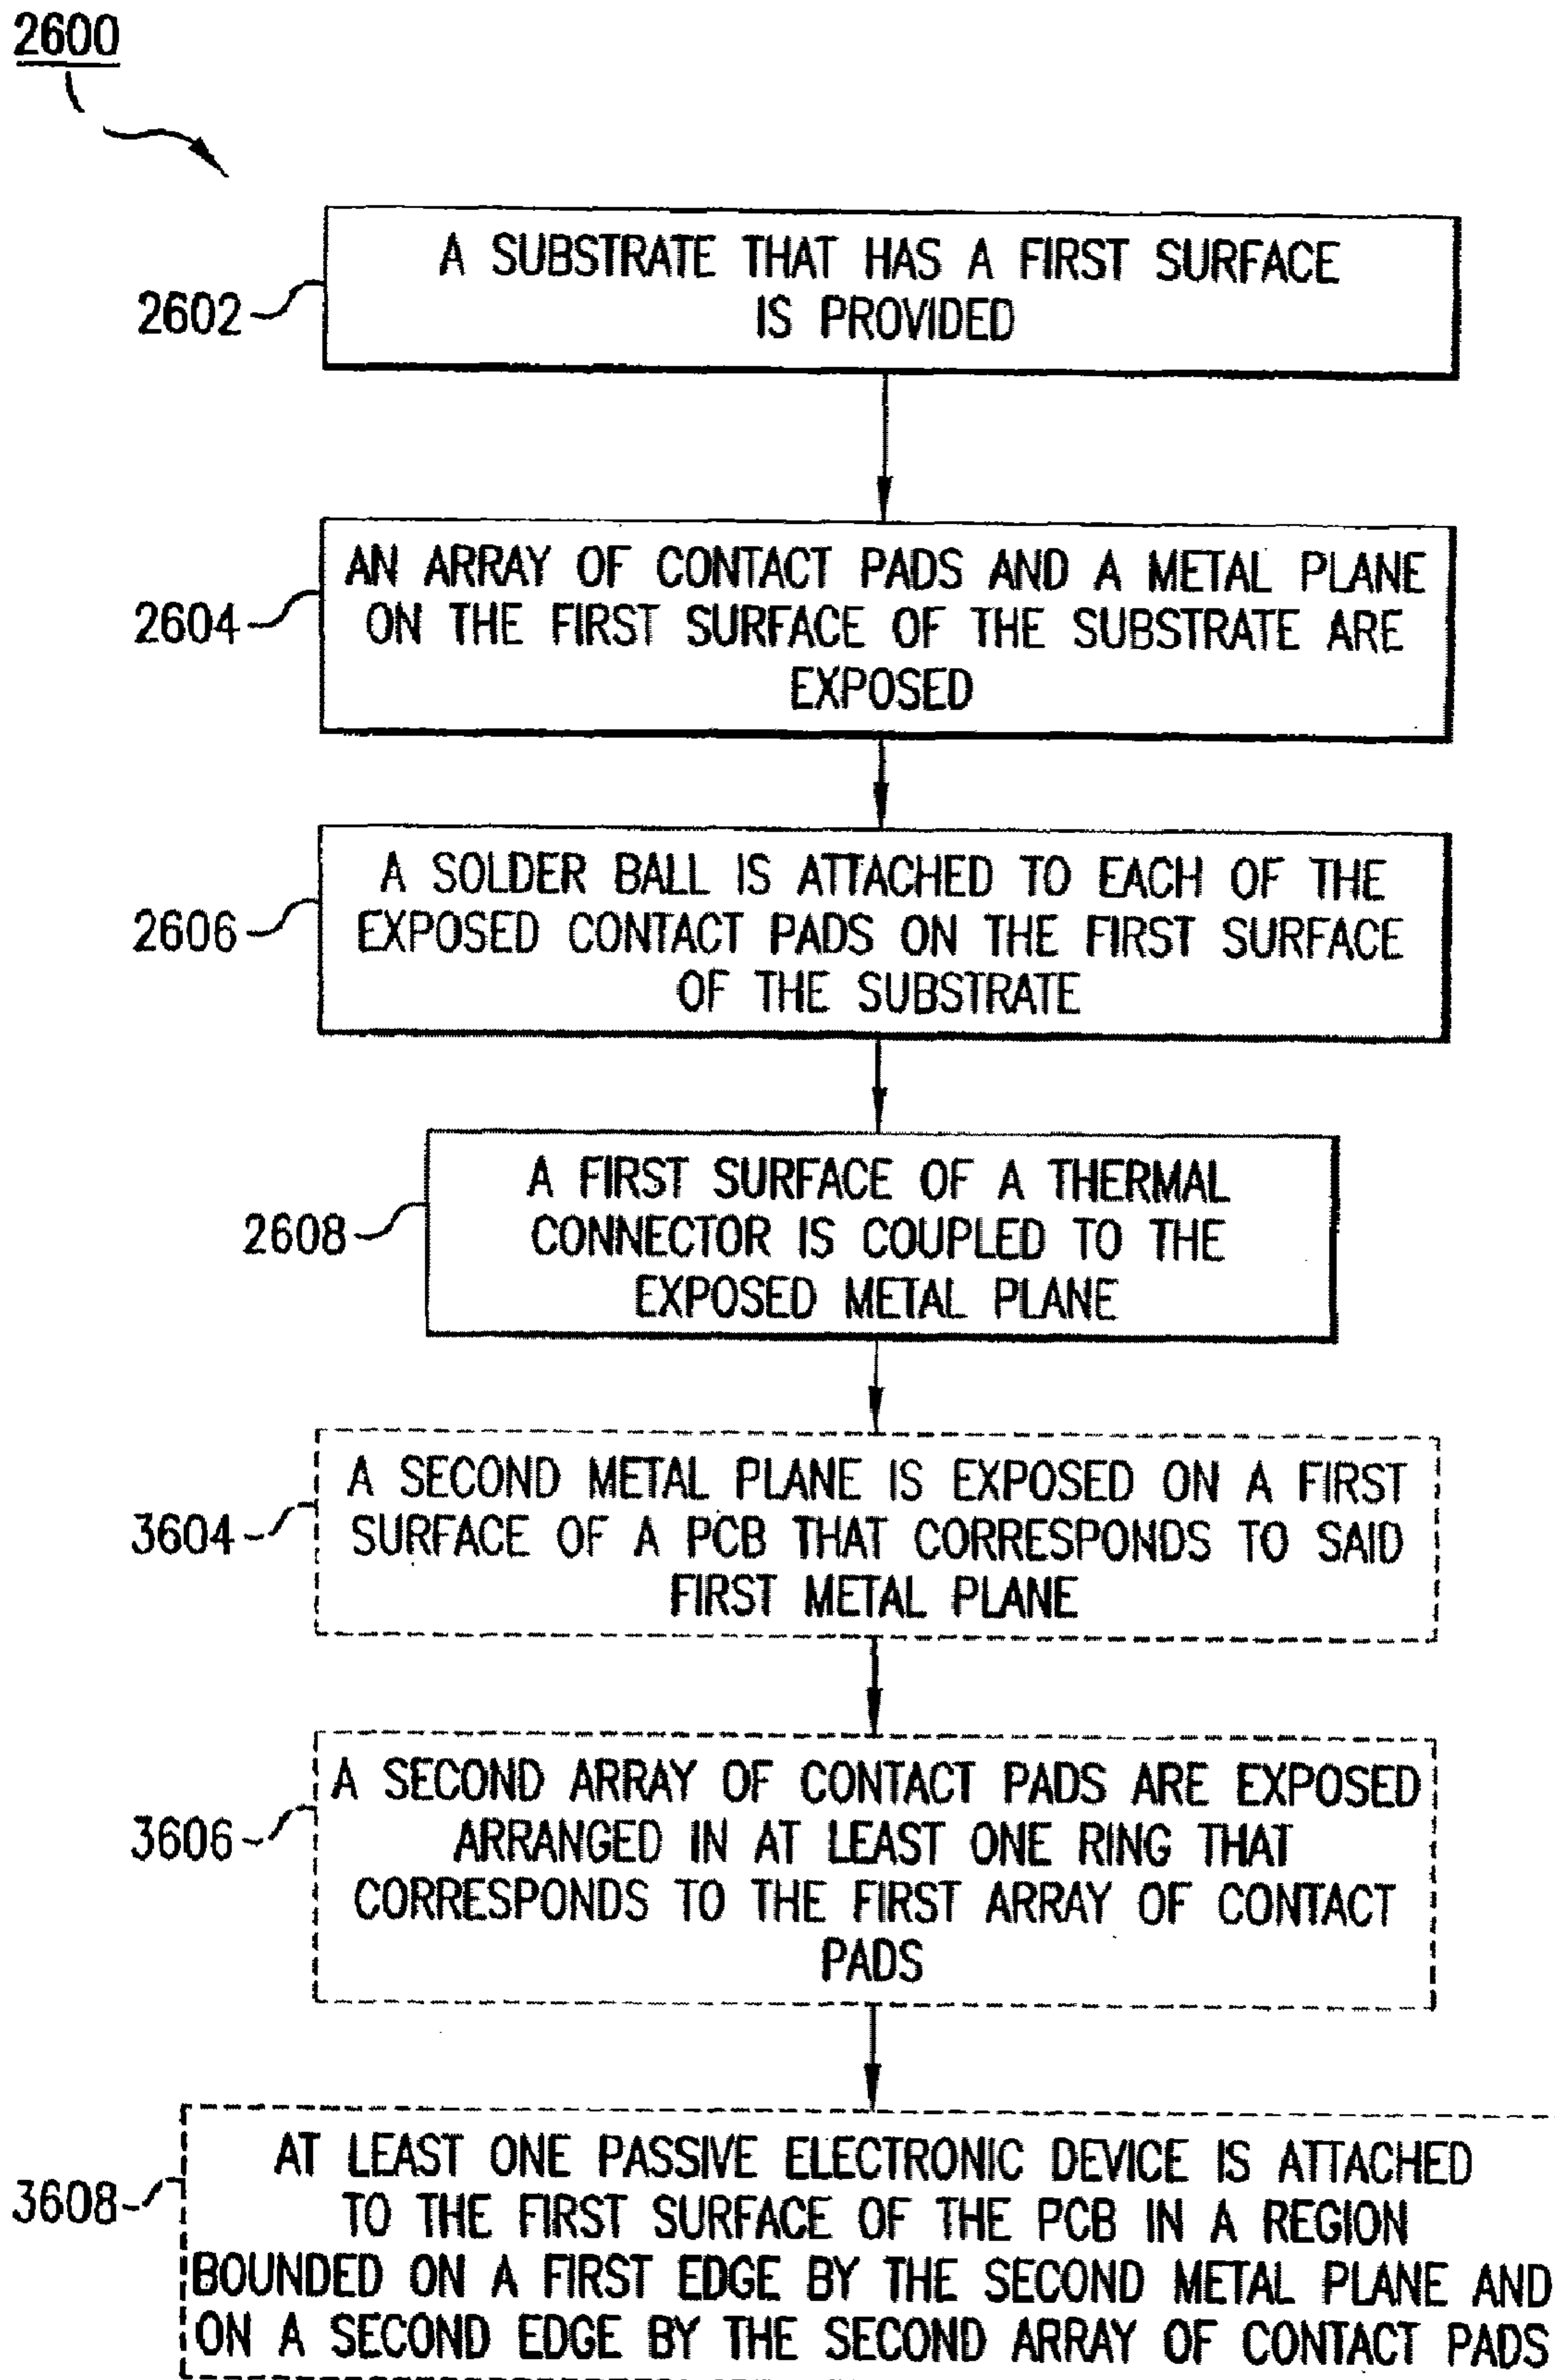 2600
A SUBSTRATE THAT HAS A FIRST SURFACE
IS PROVIDED
2602
AN ARRAY OF CONTACT PADS AND A METAL PLANE
ON THE FIRST SURFACE OF THE SUBSTRATE ARE
EXPOSED
2604
A SOLDER BALL IS ATTACHED TO EACH OF THE
EXPOSED CONTACT PADS ON THE FIRST SURFACE
OF THE SUBSTRATE
2606
A FIRST SURFACE OF A THERMAL
CONNECTOR IS COUPLED TO THE
EXPOSED METAL PLANE
2608
A SECOND METAL PLANE IS EXPOSED ON A FIRST
SURFACE OF A PCB THAT CORRESPONDS TO SAID
FIRST METAL PLANE
3604
A SECOND ARRAY OF CONTACT PADS ARE EXPOSED
ARRANGED IN AT LEAST ONE RING THAT
CORRESPONDS TO THE FIRST ARRAY OF CONTACT
PADS
3606
AT LEAST ONE PASSIVE ELECTRONIC DEVICE IS ATTACHED
TO THE FIRST SURFACE OF THE PCB IN A REGION
BOUNDED ON A FIRST EDGE BY THE SECOND METAL PLANE AND
ON A SECOND EDGE BY THE SECOND ARRAY OF CONTACT PADS
3608